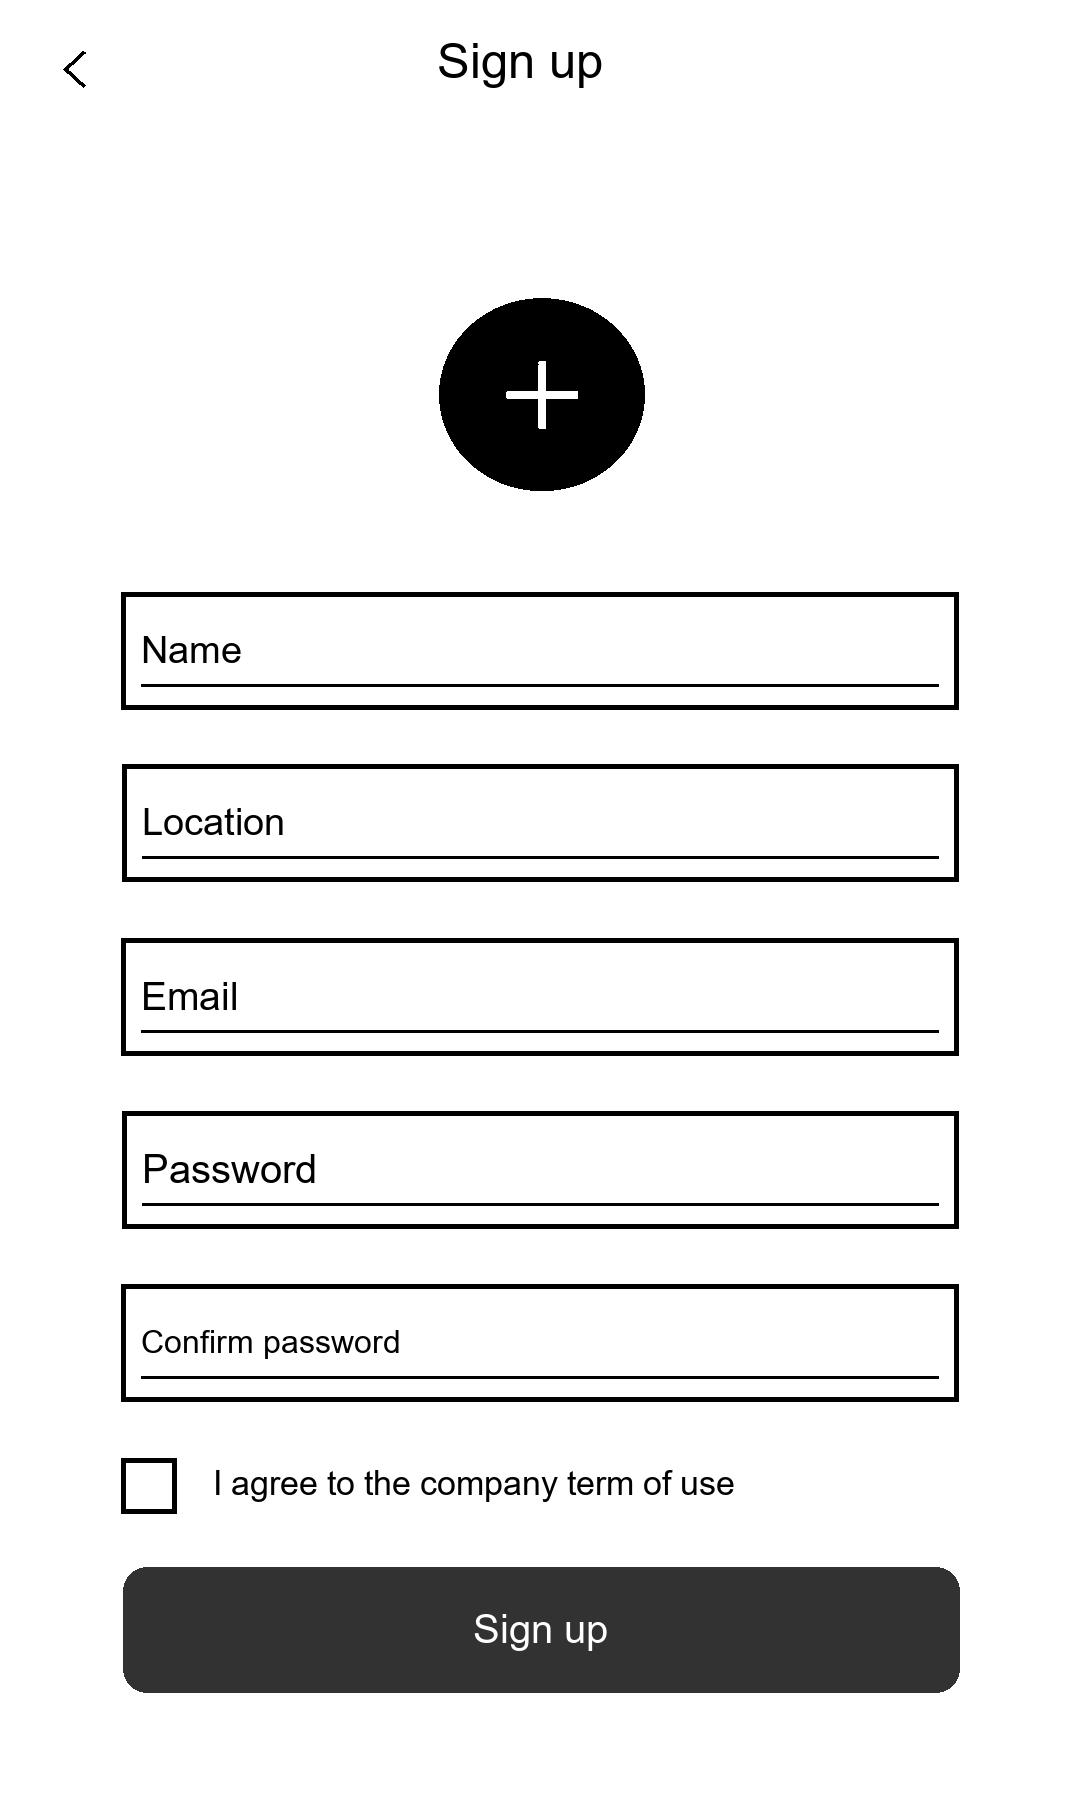 Sign up
Name
Location
Email
Password
Confirm password
I agree to the company term of use
Sign up